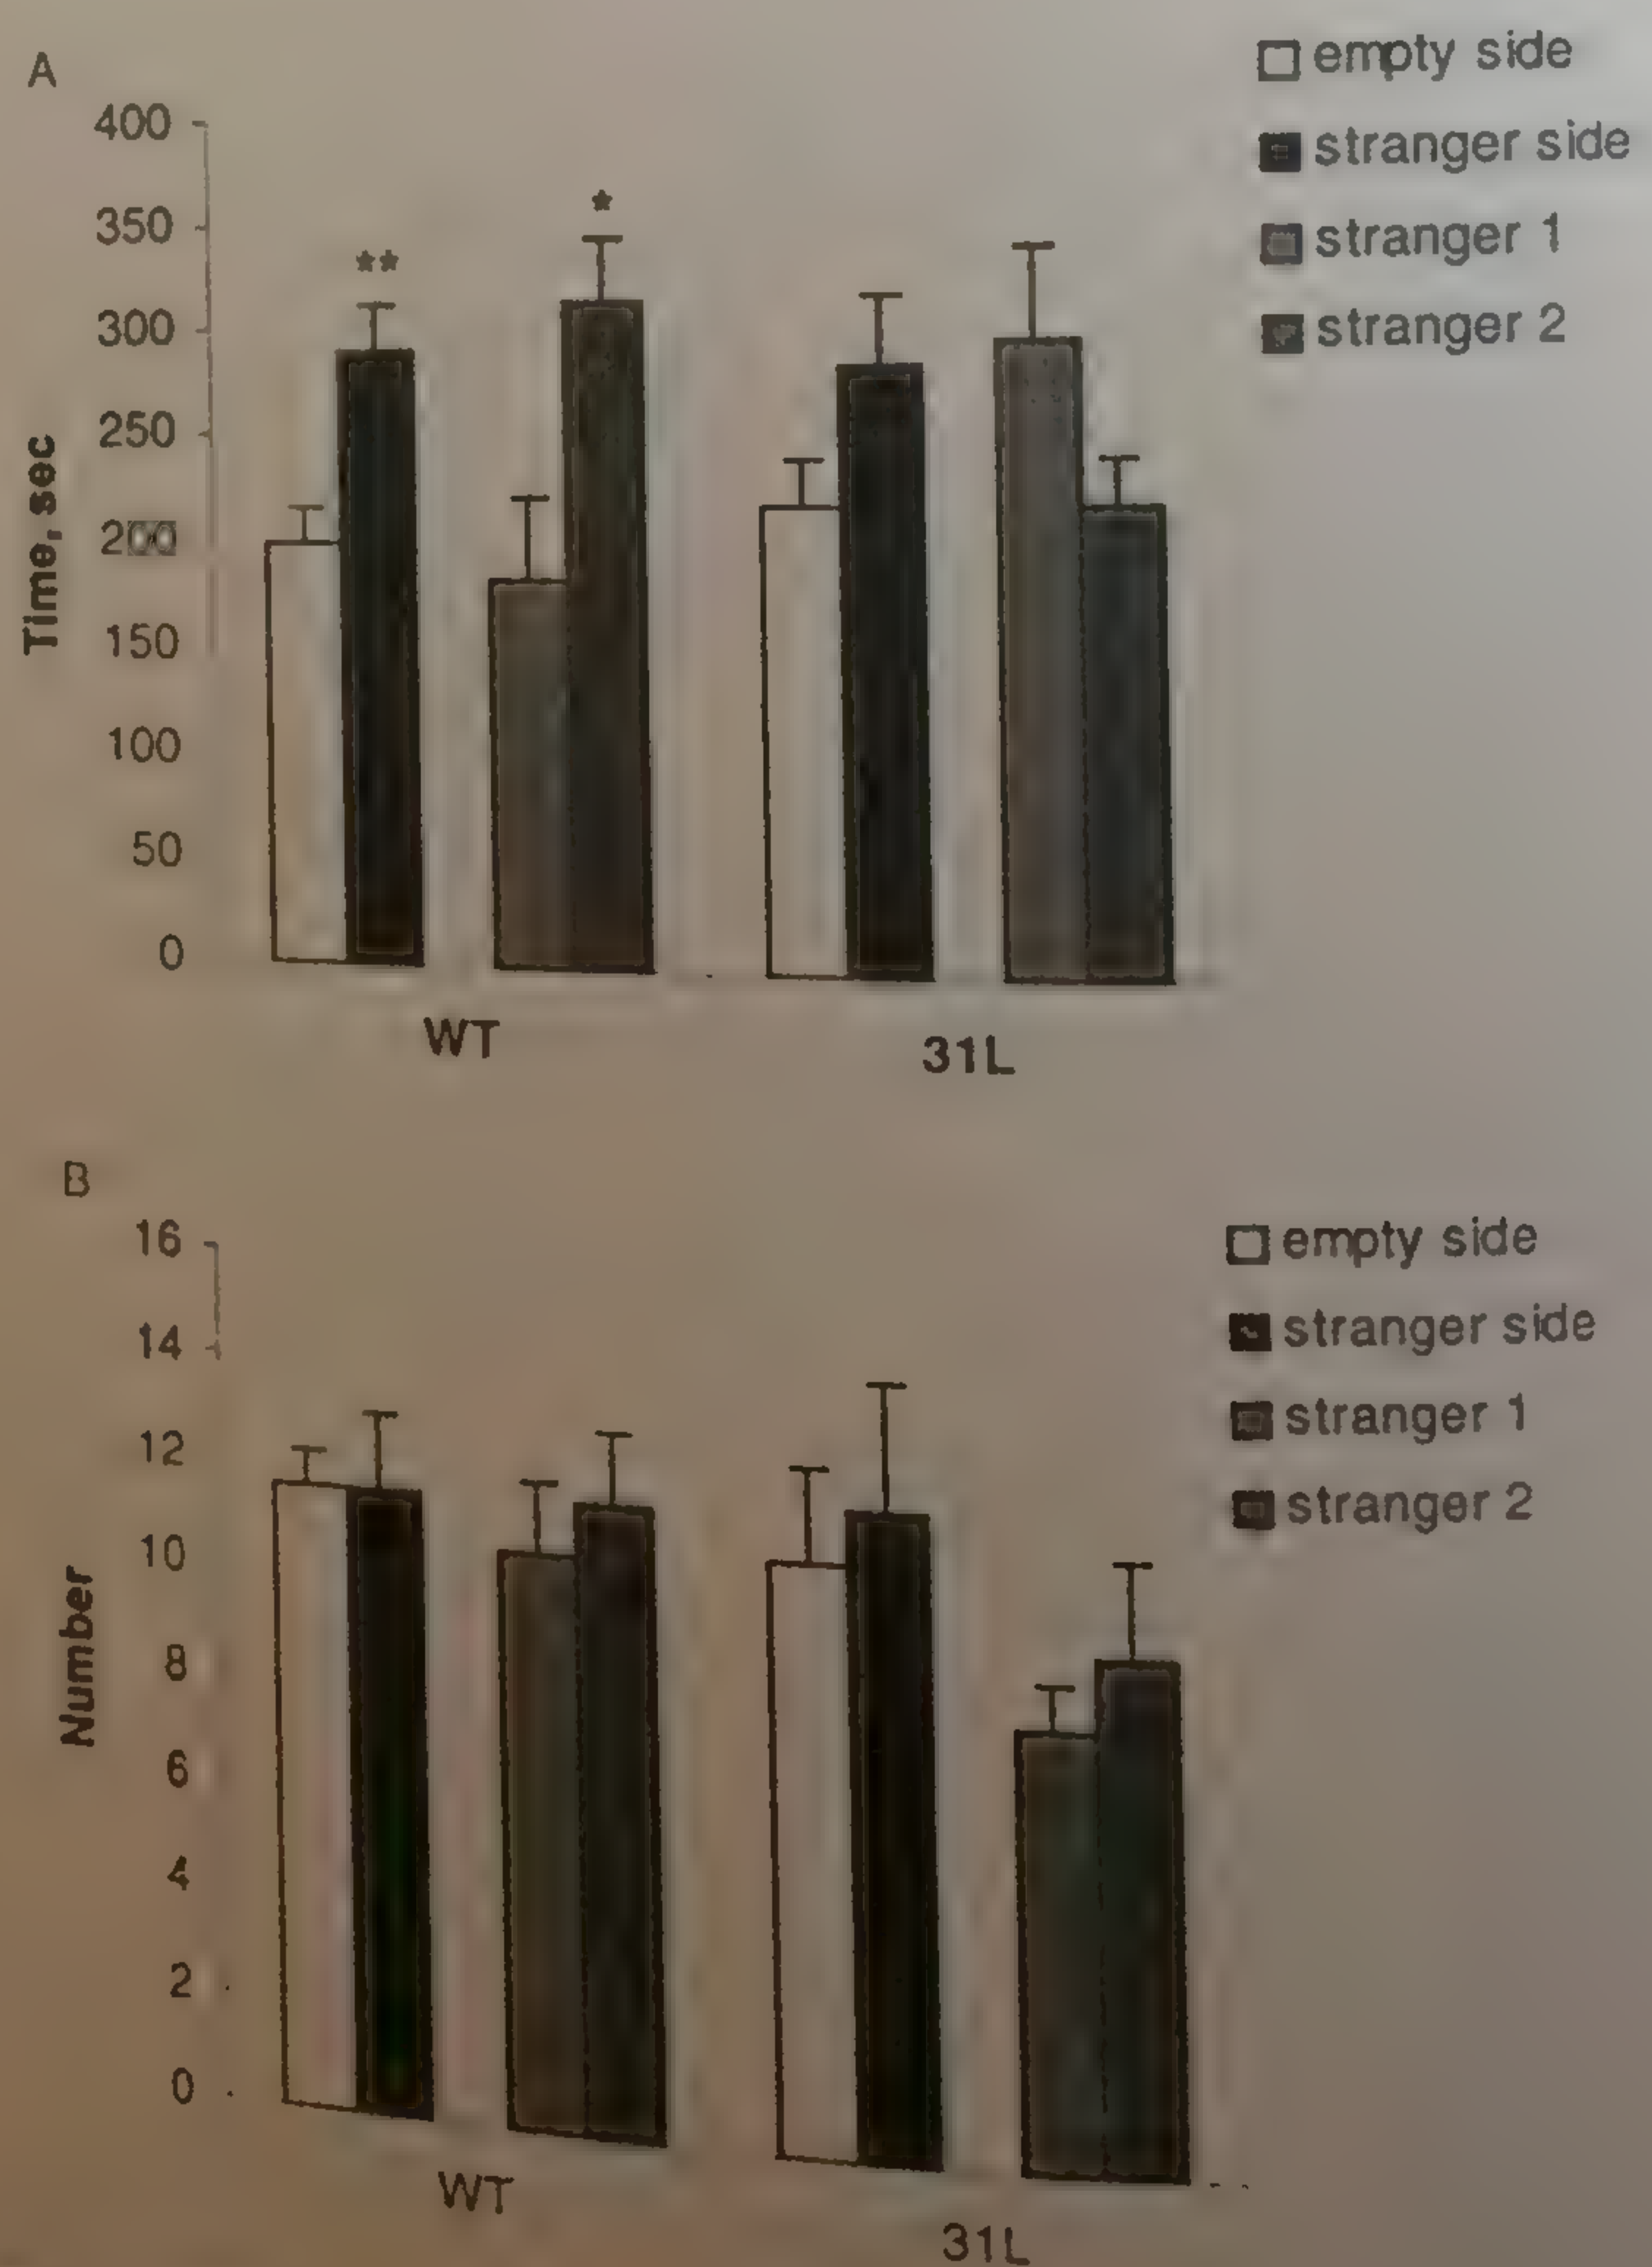 A
400
350
300
250
200
150
100
50
0
Time, sec
**
*
WT
31L
empty side
stranger side
stranger 1
stranger 2
B
16
14
12
10
8
6
4
2
0
Number
WT
31L
empty side
stranger side
stranger 1
stranger 2